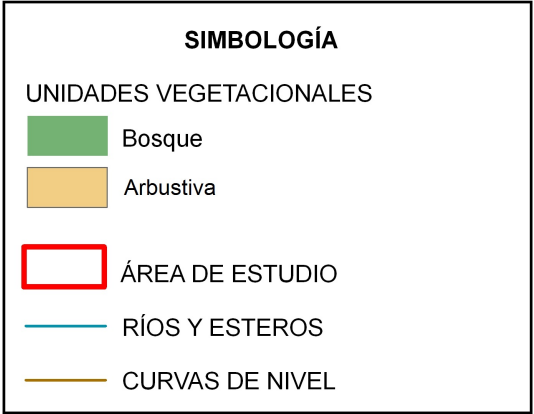 SIMBOLOGÍA
UNIDADES VEGETACIONALES
Bosque
Arbustiva
ÁREA DE ESTUDIO
RÍOS Y ESTEROS
CURVAS DE NIVEL